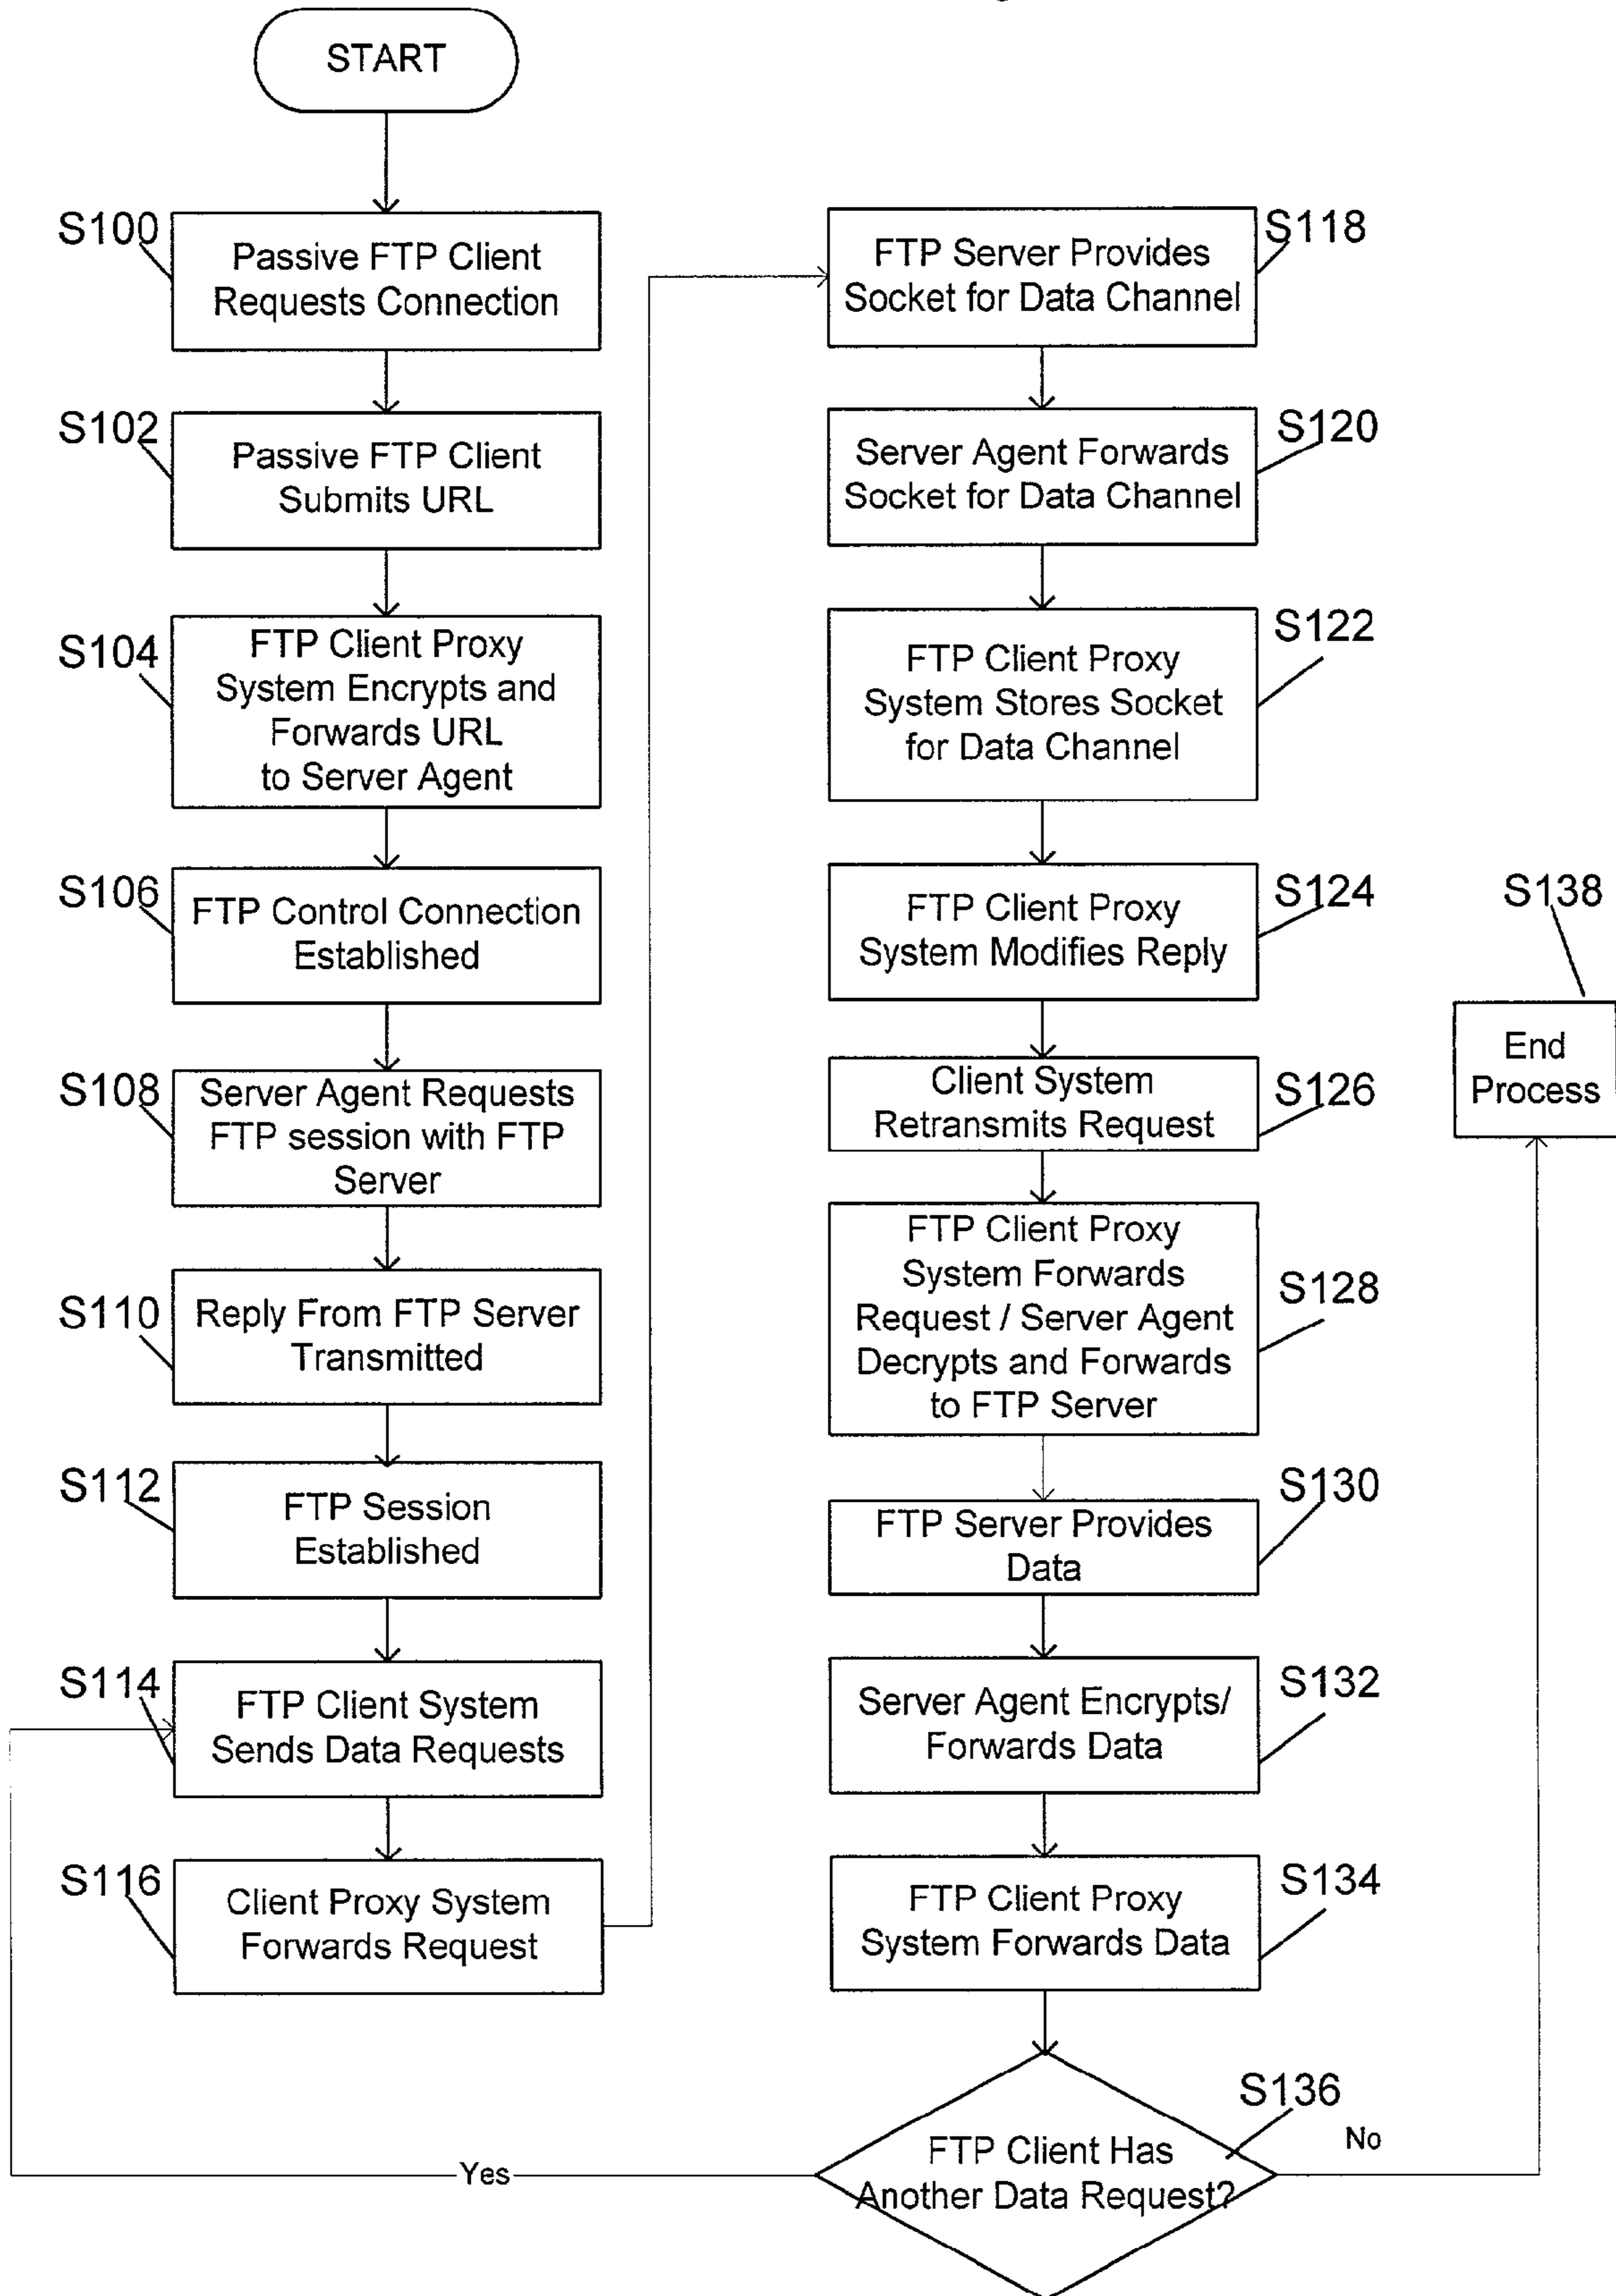 START
S100
Passive FTP Client
Requests Connection
S102
Passive FTP Client
Submits URL
S104
FTP Client Proxy
System Encrypts and
Forwards URL
to Server Agent
S106
FTP Control Connection
Established
S108
Server Agent Requests
FTP session with FTP
Server
S110
Reply From FTP Server
Transmitted
S112
FTP Session
Established
S114
FTP Client System
Sends Data Requests
S116
Client Proxy System
Forwards Request
S118
FTP Server Provides
Socket for Data Channel
S120
Server Agent Forwards
Socket for Data Channel
S122
FTP Client Proxy
System Stores Socket
for Data Channel
S124
FTP Client Proxy
System Modifies Reply
S126
Client System
Retransmits Request
S128
FTP Client Proxy
System Forwards
Request / Server Agent
Decrypts and Forwards
to FTP Server
S130
FTP Server Provides
Data
S132
Server Agent Encrypts/
Forwards Data
S134
FTP Client Proxy
System Forwards Data
S136
FTP Client Has
Another Data Request?
Yes
No
S138
End
Process